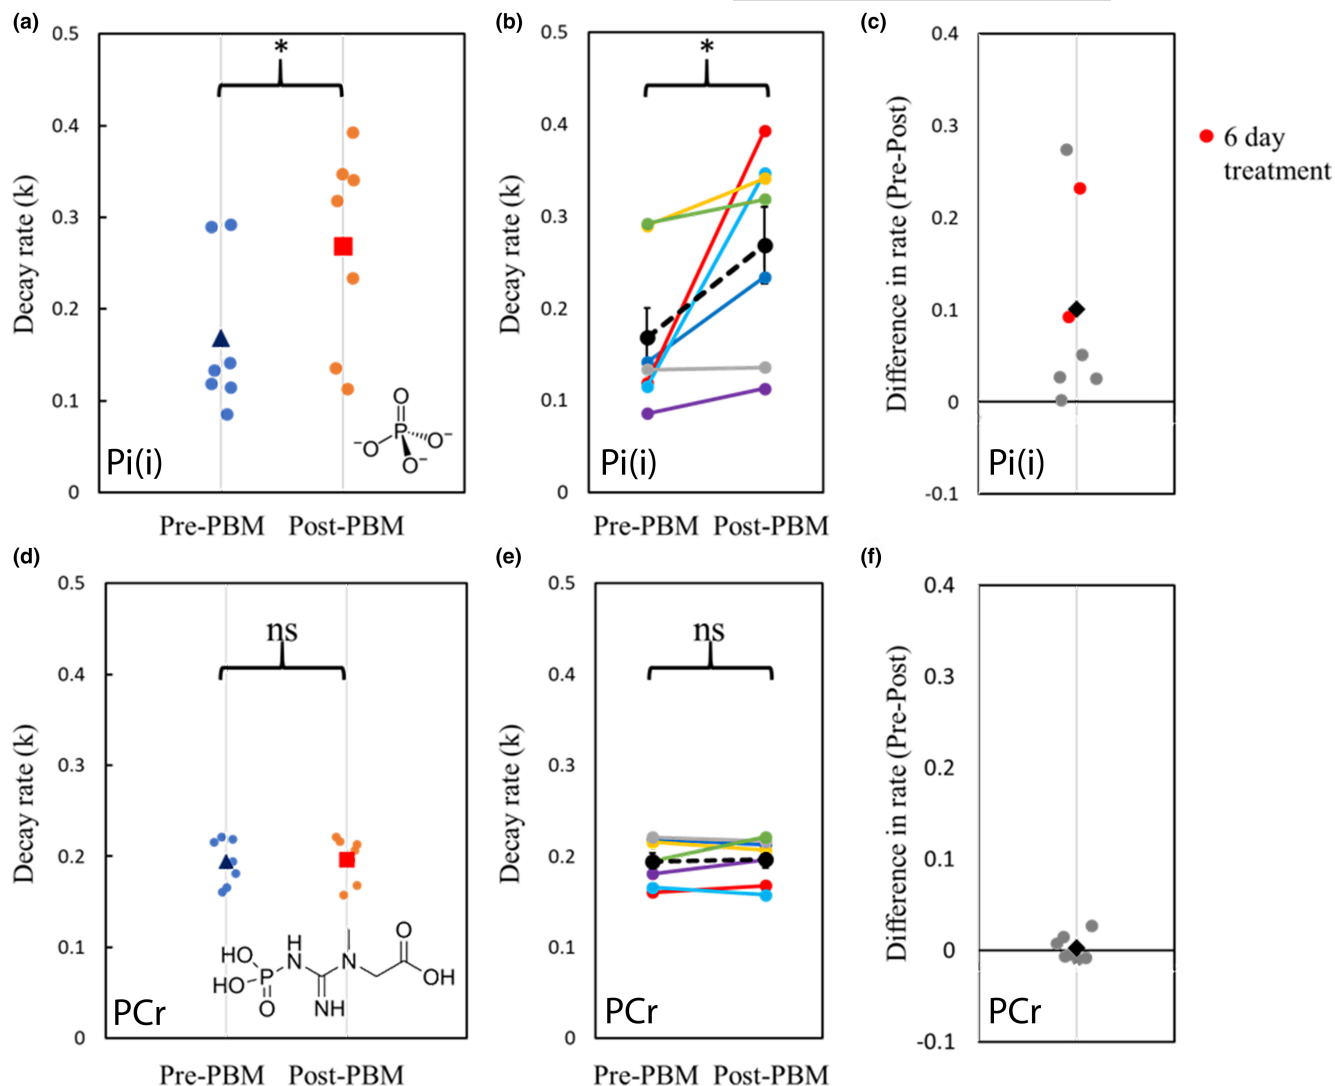 (a)
0.5
0.4
0.3
0.2
0.1
0
Decay rate (k)
*
Pi(i)
O
P
⁻O
O⁻
O⁻
Pre-PBM Post-PBM
(b)
0.5
0.4
0.3
0.2
0.1
0
Decay rate (k)
*
Pi(i)
Pre-PBM Post-PBM
(c)
0.4
0.3
0.2
0.1
0
-0.1
Difference in rate (Pre-Post)
Pi(i)
6 day
treatment
(d)
0.5
0.4
0.3
0.2
0.1
0
Decay rate (k)
ns
PCr
HO
HO
P
O
H
N
NH
N
O
OH
Pre-PBM Post-PBM
(e)
0.5
0.4
0.3
0.2
0.1
0
Decay rate (k)
ns
PCr
Pre-PBM Post-PBM
(f)
0.4
0.3
0.2
0.1
0
-0.1
Difference in rate (Pre-Post)
PCr